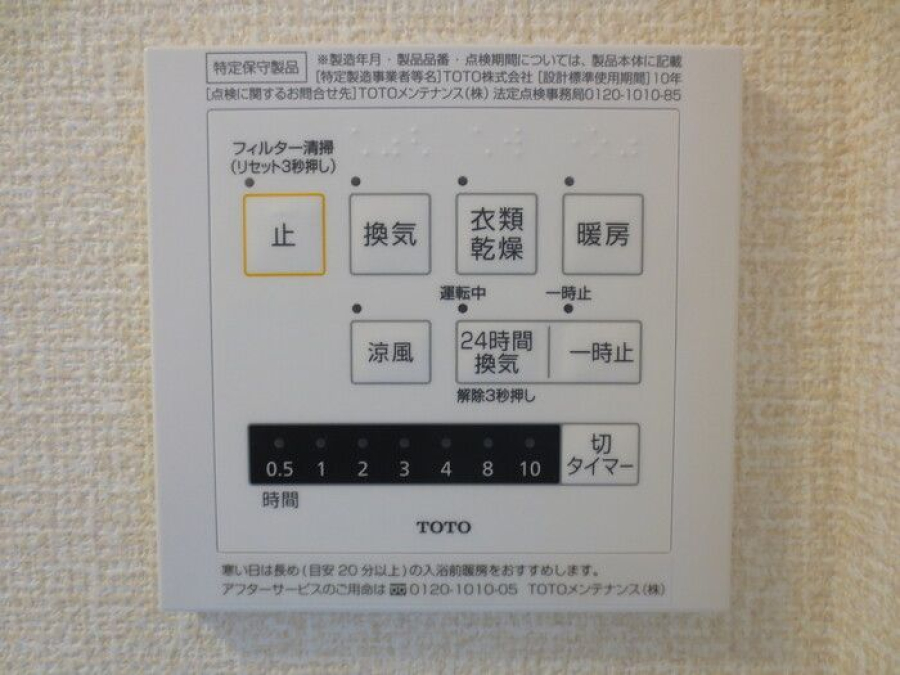 特定保守製品
※製造年月・製品品番・点検期間については、製品本体に記載
[特定製造事業者等名]TOTO株式会社 [設計標準使用期間]10年
[点検に関するお問合せ先]TOTOメンテナンス(株) 法定点検事務局0120-1010-85
フィルター清掃
(リセット3秒押し)
止
換気
衣類
乾燥
暖房
運転中
一時止
涼風
24時間
換気
一時止
解除3秒押し
0.5 1 2 3 4 8 10
切
タイマー
時間
TOTO
寒い日は長め(目安20分以上)の入浴前暖房をおすすめします。
アフターサービスのご用命は 0120-1010-05 TOTOメンテナンス(株)